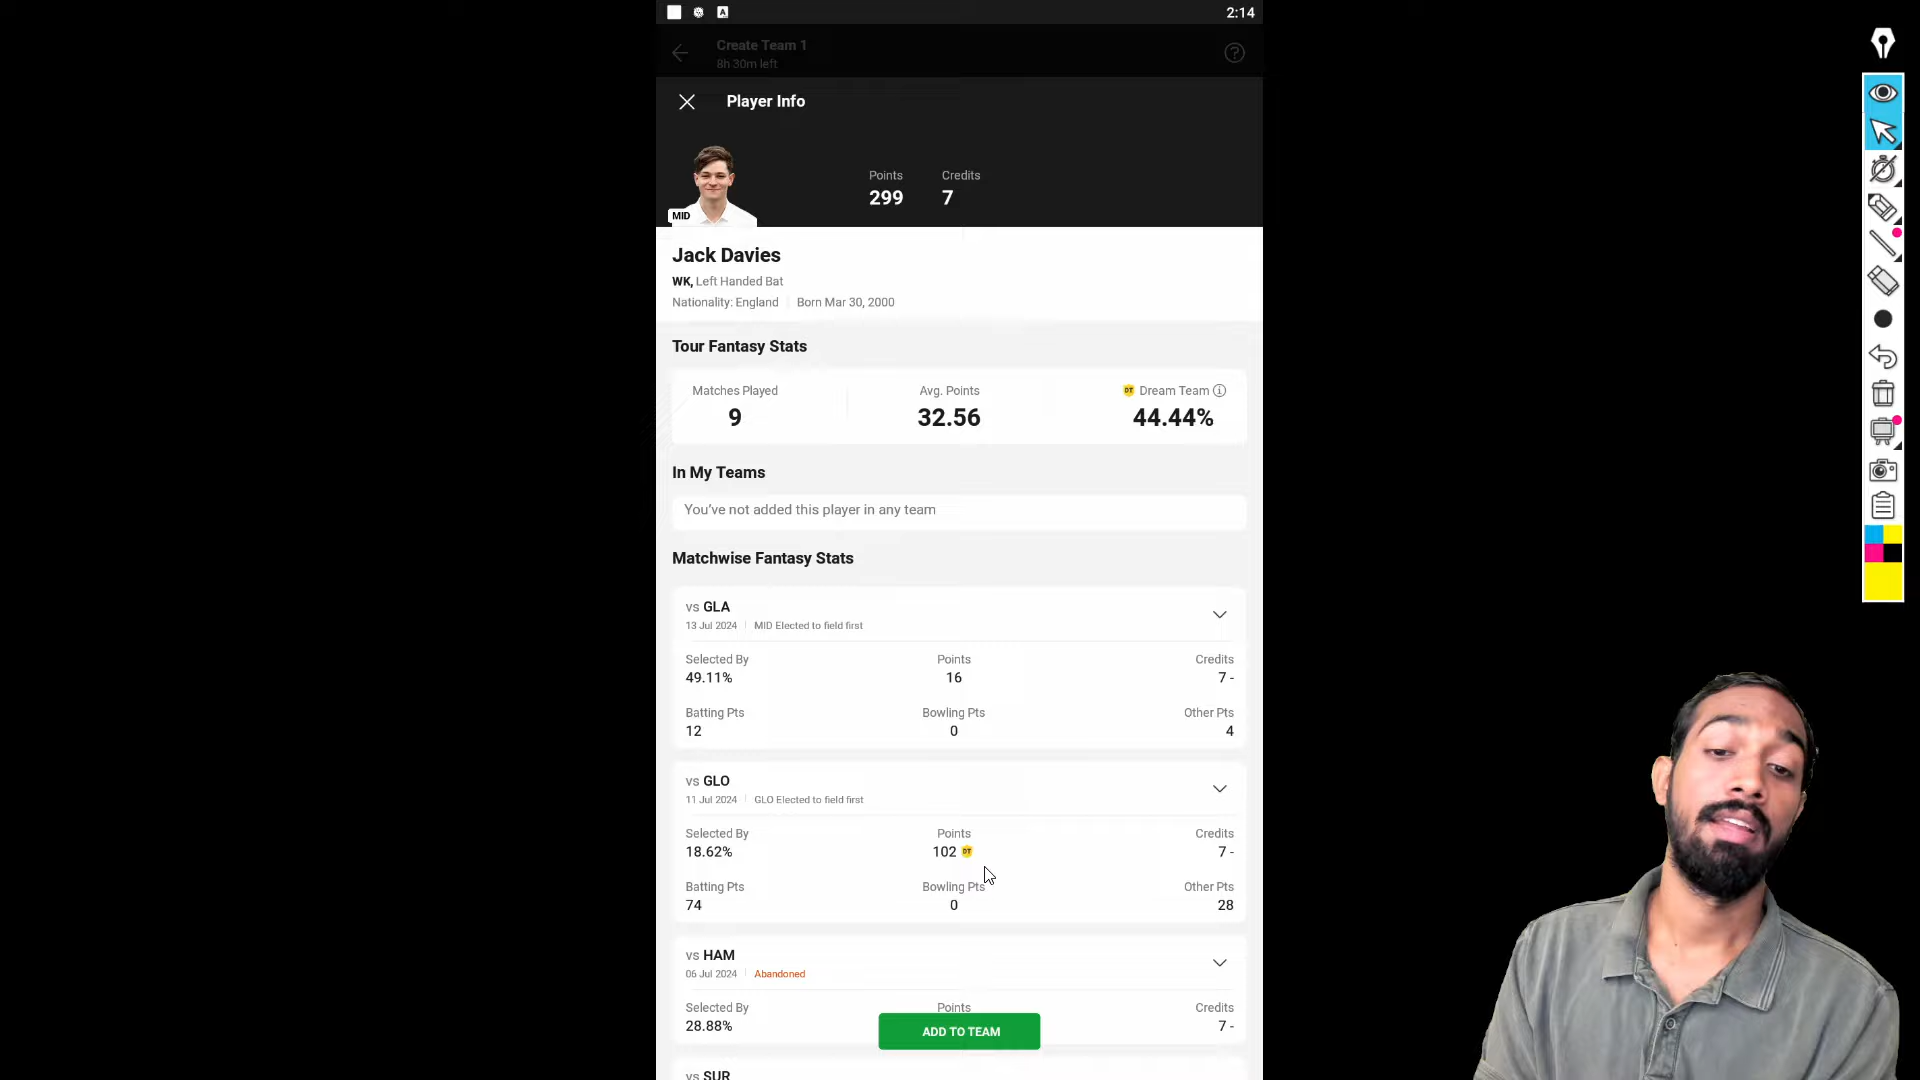 2:14
Create Team 1
8h 30m left
Player Info
Points Credits
299 7
MID
Jack Davies
WK, Left Handed Bat
Nationality: England Born Mar 30, 2000
Tour Fantasy Stats
Matches Played Avg. Points DT Dream Team
9 32.56 44.44%
In My Teams
You've not added this player in any team
Matchwise Fantasy Stats
vs GLA
13 Jul 2024 MID Elected to field first
Selected By Points Credits
49.11% 16 7 -
Batting Pts Bowling Pts Other Pts
12 0 4
vs GLO
11 Jul 2024 GLO Elected to field first
Selected By Points Credits
18.62% 102 DT 7 -
Batting Pts Bowling Pts Other Pts
74 0 28
vs HAM
06 Jul 2024 Abandoned
Selected By Points Credits
28.88% 7 -
ADD TO TEAM
vs SUR